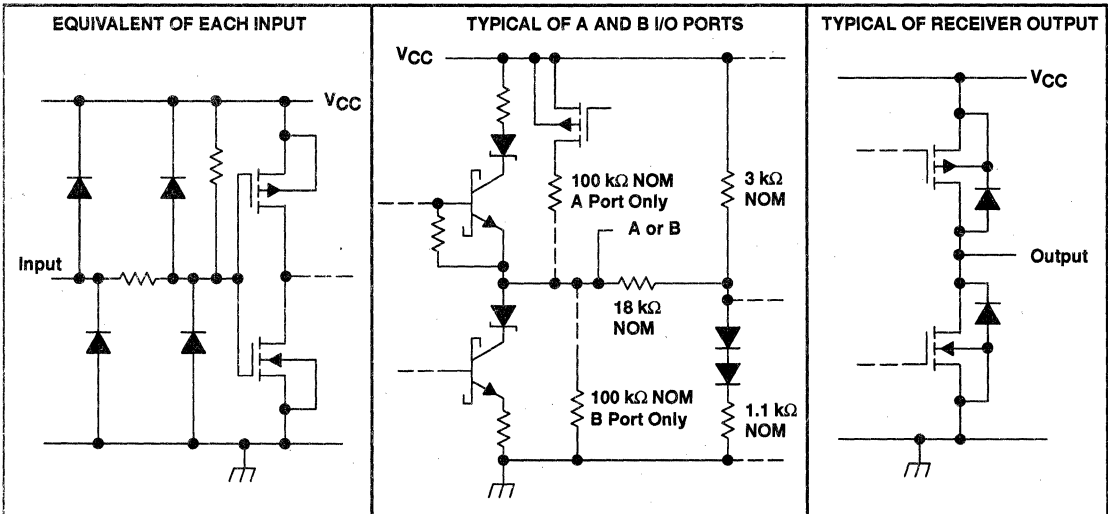 EQUIVALENT OF EACH INPUT
VCC
Input
TYPICAL OF A AND B I/O PORTS
VCC
100 kΩ NOM
A Port Only
3 kΩ
NOM
A or B
18 kΩ
NOM
100 kΩ NOM
B Port Only
1.1 kΩ
NOM
TYPICAL OF RECEIVER OUTPUT
VCC
Output